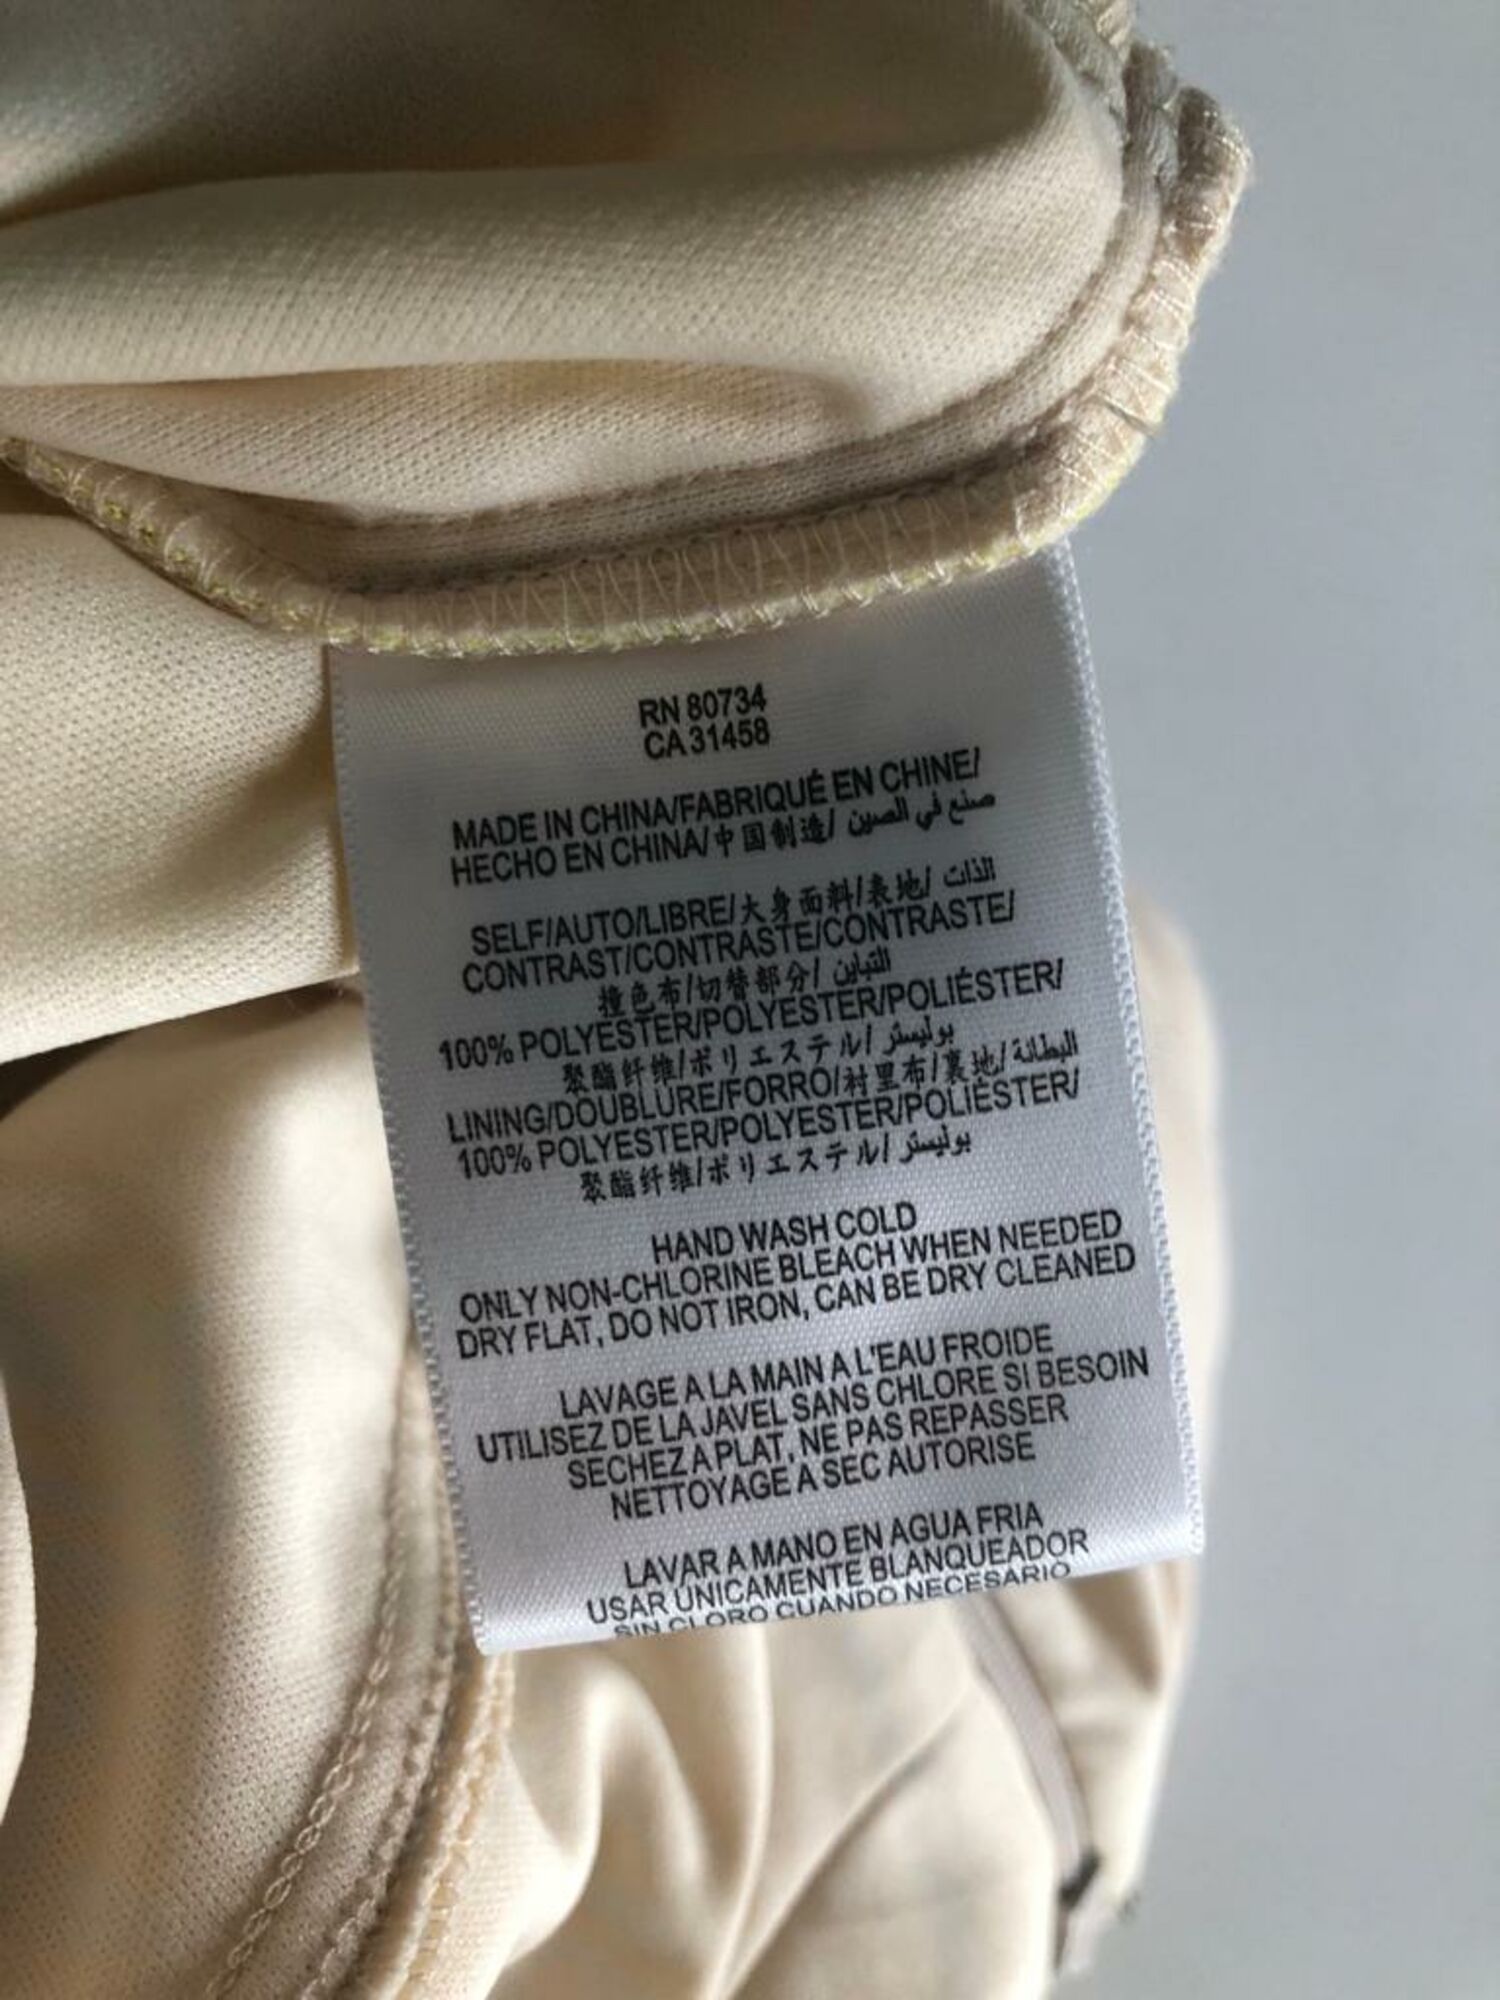 RN 80734
CA 31458
MADE IN CHINA/FABRIQUÉ EN CHINE/
HECHO EN CHINA/中国制造/ صنع في الصين
SELF/AUTO/LIBRE/大身面料/表地/ الذات
CONTRAST/CONTRASTE/CONTRASTE/
撞色布/切替部分/ التباين
100% POLYESTER/POLYESTER/POLIÉSTER/
聚酯纤维/ポリエステル/ بوليستر
LINING/DOUBLURE/FORRO/衬里布/裏地/ البطانة
100% POLYESTER/POLYESTER/POLIÉSTER/
聚酯纤维/ポリエステル/ بوليستر
HAND WASH COLD
ONLY NON-CHLORINE BLEACH WHEN NEEDED
DRY FLAT, DO NOT IRON, CAN BE DRY CLEANED
LAVAGE A LA MAIN A L'EAU FROIDE
UTILISEZ DE LA JAVEL SANS CHLORE SI BESOIN
SECHEZ A PLAT, NE PAS REPASSER
NETTOYAGE A SEC AUTORISE
LAVAR A MANO EN AGUA FRIA
USAR UNICAMENTE BLANQUEADOR
SIN CLORO CUANDO NECESARIO